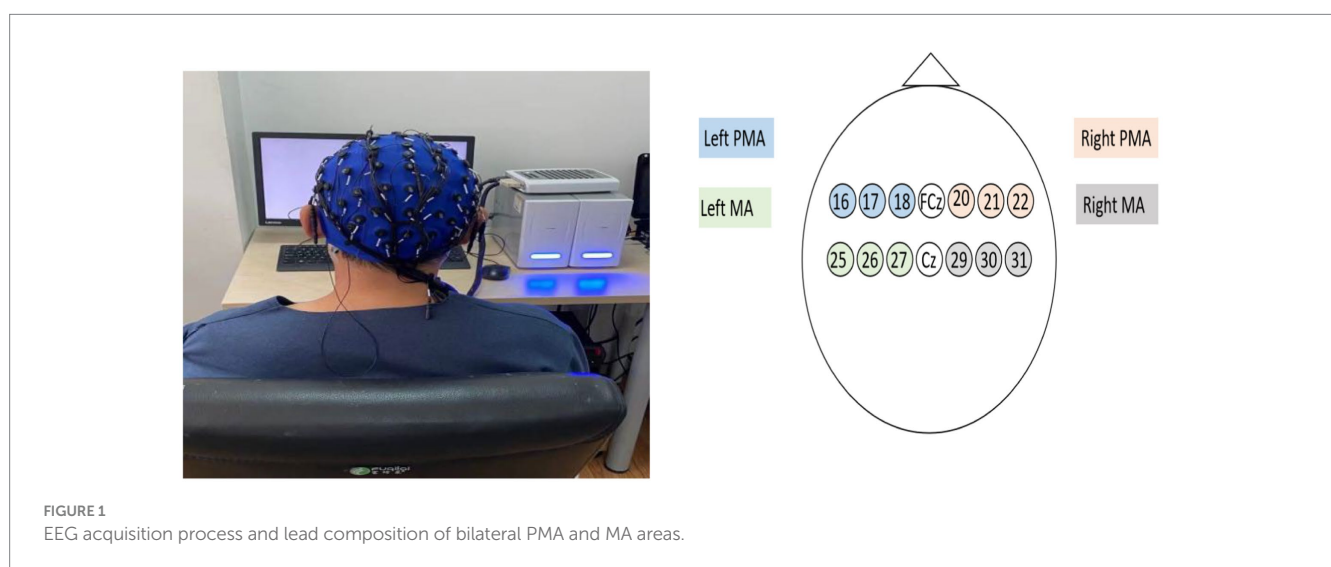 Left PMA
Right PMA
16 17 18 FCz 20 21 22
Left MA
Right MA
25 26 27 Cz 29 30 31
FIGURE 1
EEG acquisition process and lead composition of bilateral PMA and MA areas.